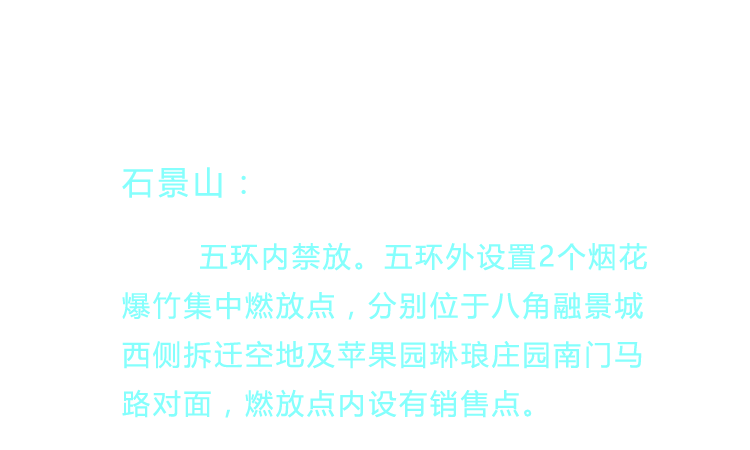 石景山：
五环内禁放。五环外设置2个烟花
爆竹集中燃放点，分别位于八角融景城
西侧拆迁空地及苹果园琳琅庄园南门马
路对面，燃放点内设有销售点。